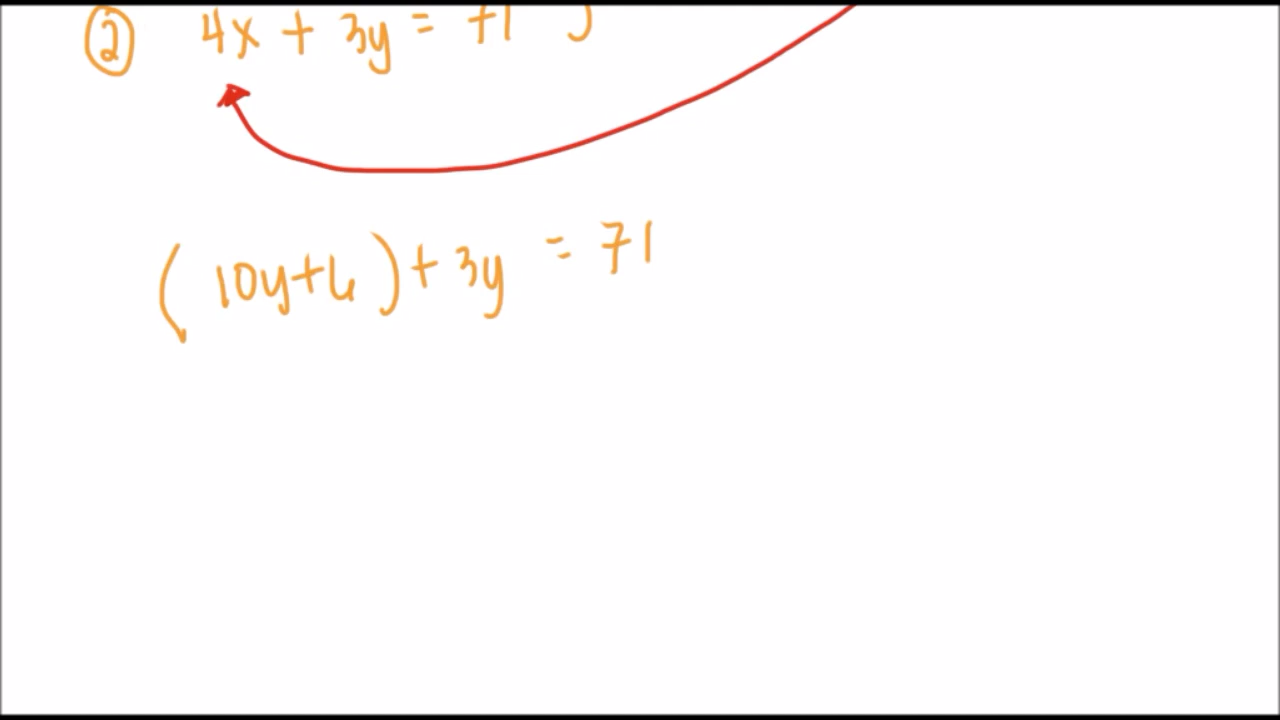 ② 4x + 3y = 71 }
(10y+6) + 3y = 71